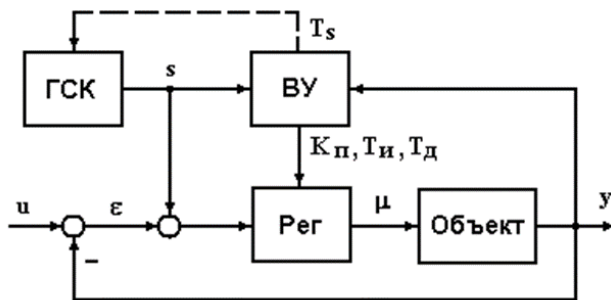 Ts
ГСК
s
ВУ
Кп, Ти, Тд
u
ε
Рег
μ
Объект
y
–